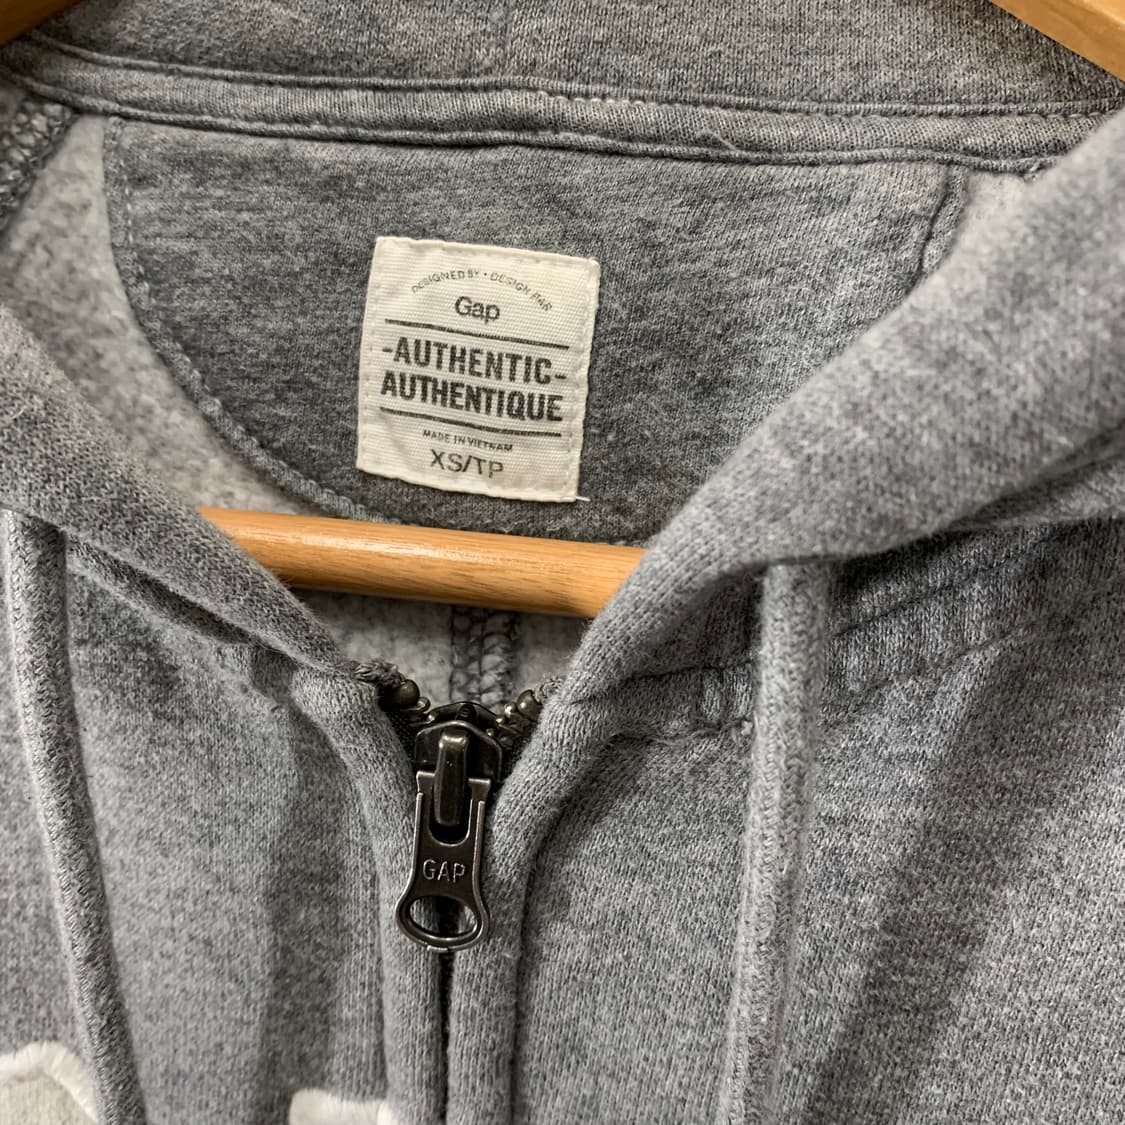 DESIGNED BY • DESIGN PAR
Gap
-AUTHENTIC-
AUTHENTIQUE
MADE IN VIETNAM
XS/TP
GAP